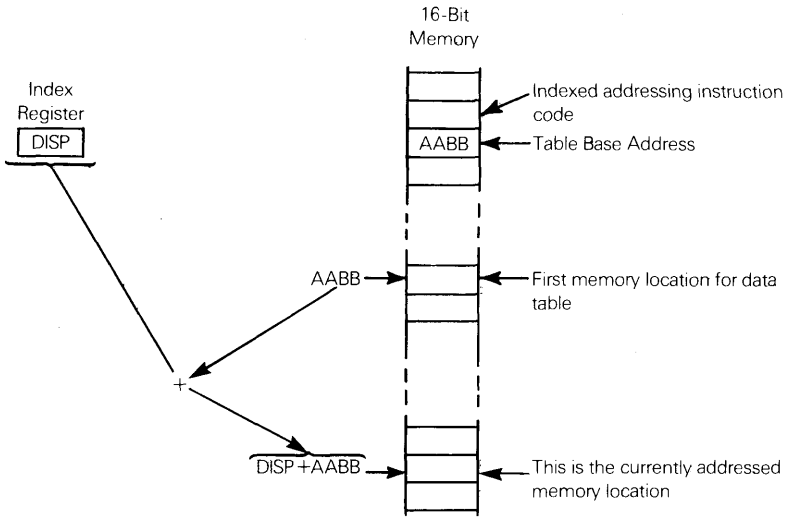 16-Bit
Memory
Index
Register
DISP
Indexed addressing instruction
code
AABB
Table Base Address
AABB
First memory location for data
table
+
DISP+AABB
This is the currently addressed
memory location